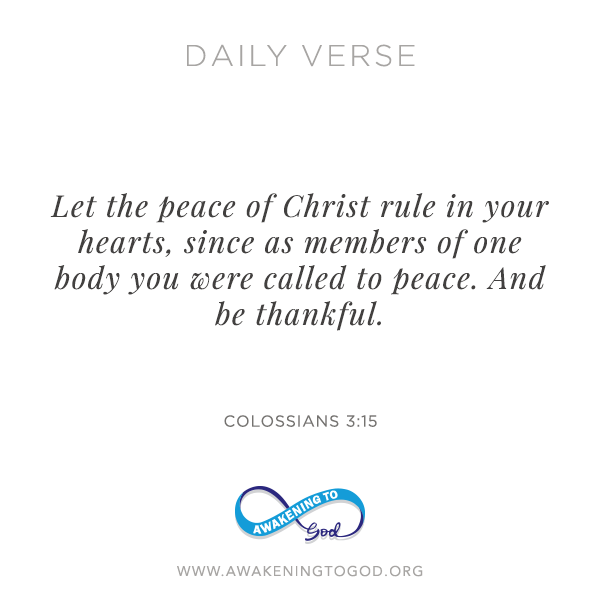 DAILY VERSE
Let the peace of Christ rule in your
hearts, since as members of one
body you were called to peace. And
be thankful.
COLOSSIANS 3:15
AWAKENING TO
God
WWW.AWAKENINGTOGOD.ORG